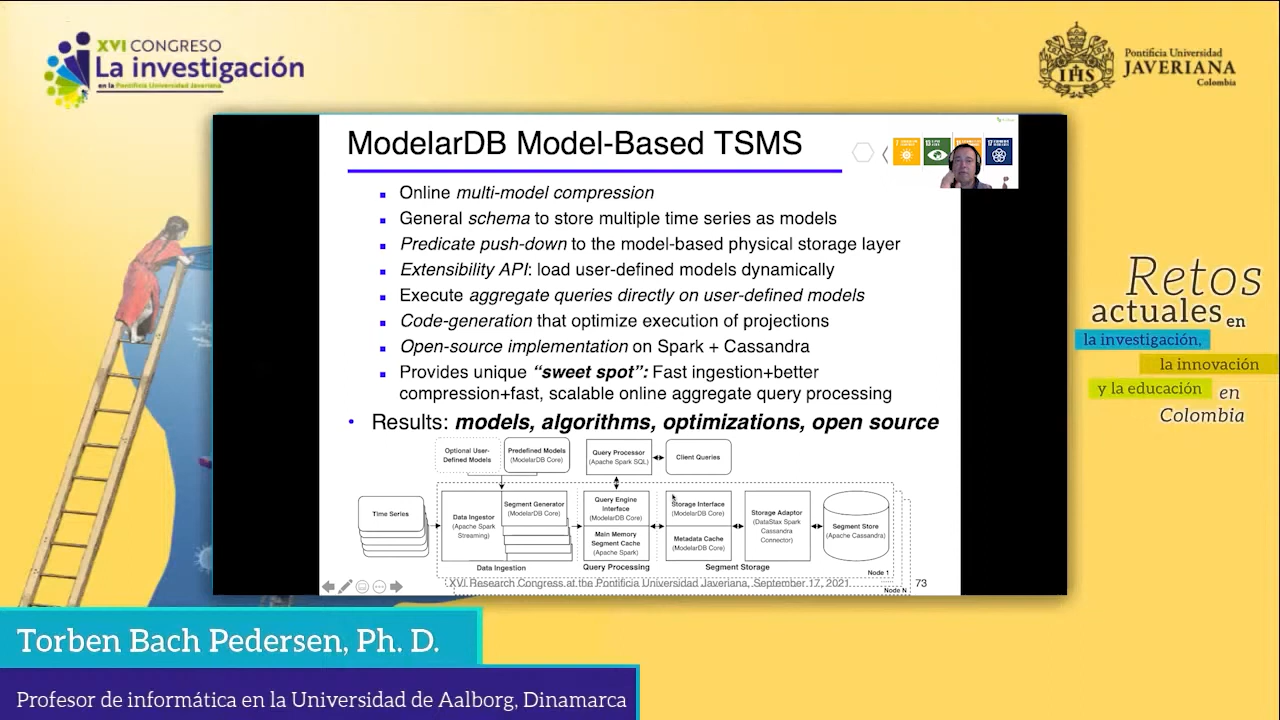 XVI CONGRESO
La investigación
en la Pontificia Universidad Javeriana
Pontificia Universidad
JAVERIANA
Colombia
IHS
ModelarDB Model-Based TSMS
Online multi-model compression
General schema to store multiple time series as models
Predicate push-down to the model-based physical storage layer
Extensibility API: load user-defined models dynamically
Execute aggregate queries directly on user-defined models
Code-generation that optimize execution of projections
Open-source implementation on Spark + Cassandra
Provides unique “sweet spot”: Fast ingestion+better
compression+fast, scalable online aggregate query processing
Results: models, algorithms, optimizations, open source
Optional User-
Defined Models
Predefined Models
(ModelarDB Core)
Query Processor
(Apache Spark SQL)
Client Queries
Time Series
Data Ingestor
(Apache Spark
Streaming)
Segment Generator
(ModelarDB Core)
Query Engine
Interface
(ModelarDB Core)
Main Memory
Segment Cache
(Apache Spark)
Storage Interface
(ModelarDB Core)
Metadata Cache
(ModelarDB Core)
Storage Adaptor
(DataStax Spark
Cassandra
Connector)
Segment Store
(Apache Cassandra)
Data Ingestion
Query Processing
Segment Storage
Node 1
Node N
XVI Research Congress at the Pontificia Universidad Javeriana, September 17, 2021
73
Retos
actuales en
la investigación,
la innovación
y la educación en
Colombia
Torben Bach Pedersen, Ph. D.
Profesor de informática en la Universidad de Aalborg, Dinamarca